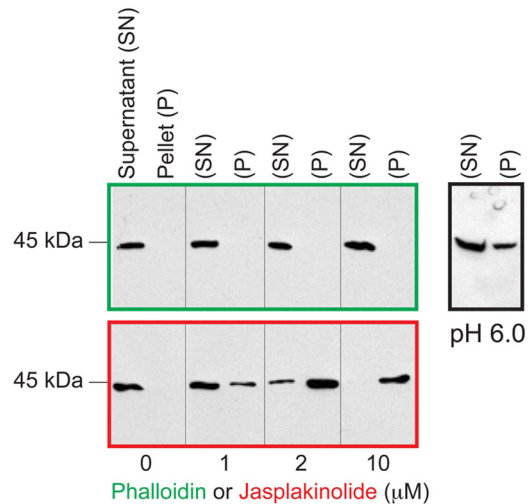 Supernatant (SN)
Pellet (P)
(SN)
(P)
(SN)
(P)
(SN)
(P)
(SN)
(P)
45 kDa
pH 6.0
45 kDa
0 1 2 10
Phalloidin or Jasplakinolide (μM)